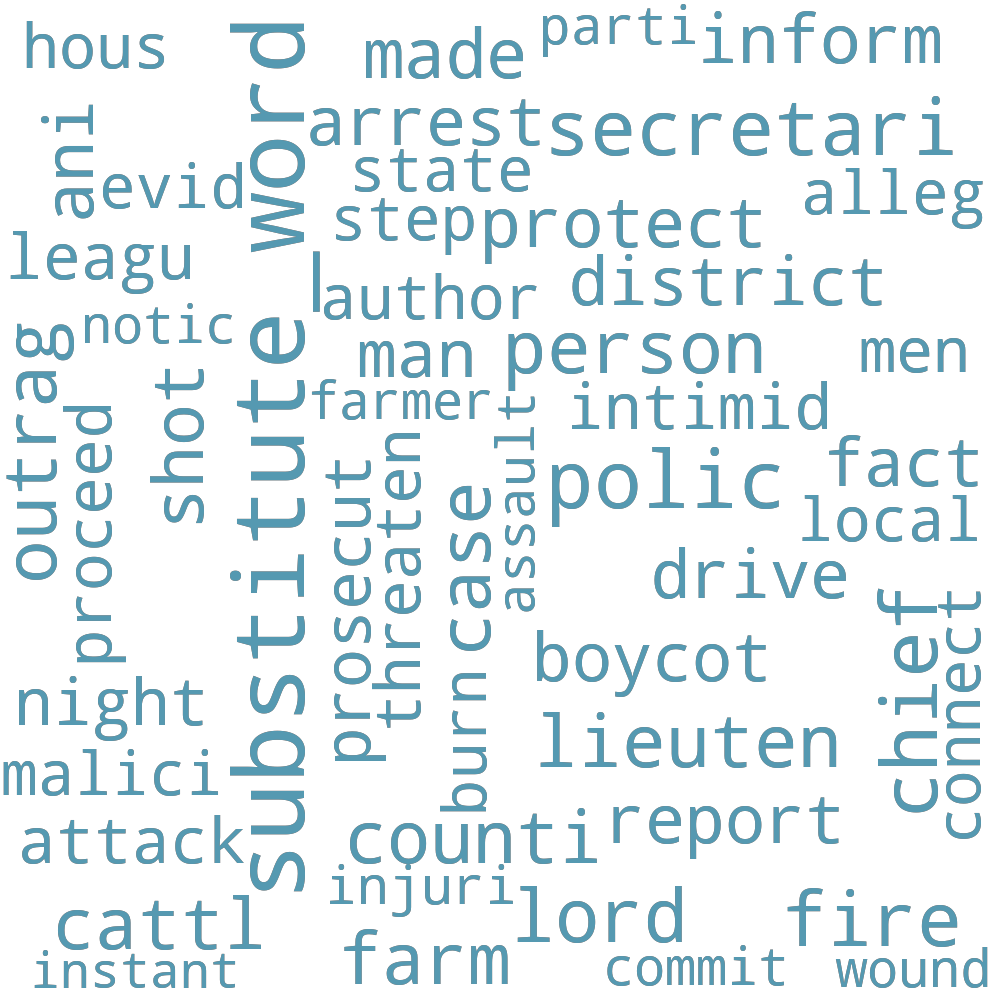 hous
made
parti
inform
ani
evid
arrest
secretari
state
alleg
step
protect
leagu
district
author
notic
man
person
men
outrag
shot
substitute_word
farmer
intimid
proceed
prosecut
threaten
case
assault
polic
fact
local
drive
boycot
chief
connect
night
burn
lieuten
malici
attack
counti
report
injuri
cattl
lord
fire
instant
farm
commit
wound